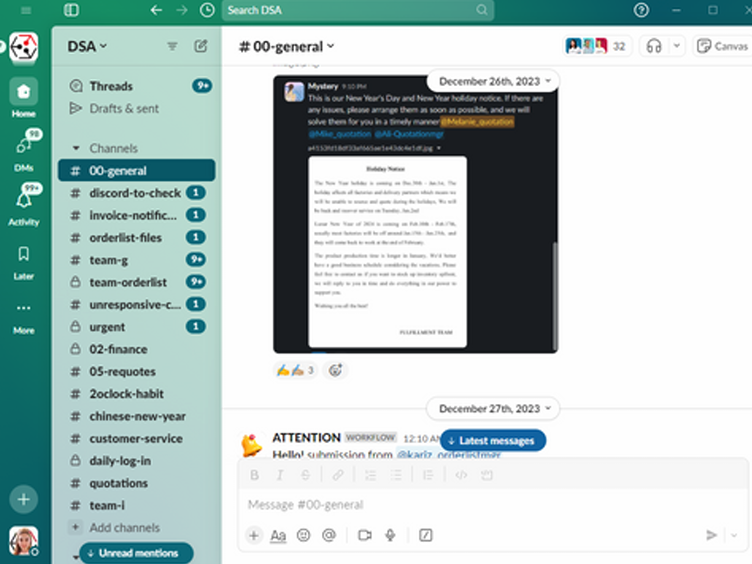 Search DSA
DSA
# 00-general
32
Canvas
Home
98
DMs
99+
Activity
Later
More
Threads 9+
Drafts & sent
Channels
# 00-general
# discord-to-check 1
# invoice-notific... 1
# orderlist-files 1
# team-g 9+
team-orderlist 9+
# unresponsive-c... 1
urgent 1
02-finance
# 05-requotes
# 2oclock-habit
# chinese-new-year
# customer-service
daily-log-in
# quotations
# team-i
+ Add channels
↓ Unread mentions
December 26th, 2023
Mystery 9:10 PM
This is our New Year's Day and New Year holiday notice. If there are
any issues, please arrange them as soon as possible, and we will
solve them for you in a timely manner @Melanie_quotation
@Mike_quotation @Ali-Quotationmgr
Holiday Notice
The New Year holiday is coming on Dec.30th - Jan.1st. The
holiday affects all factories and delivery partners which means we
will be unable to source and quote during the holidays. We will
be back and recover service on Tuesday, Jan.2nd
Lunar New Year of 2024 is coming on Feb.10th - Feb.17th,
usually most factories will be off around Jan.15th - Jan.25th, and
they will come back to work at the end of February.
The product production time is longer in January. We'd better
have a good business schedule considering the vacations. Please
feel free to contact us if you want to stock up inventory upfront,
we will reply to you in time and do everything in our power to
support you.
Wishing you all the best!
FULFILLMENT TEAM
3
December 27th, 2023
ATTENTION WORKFLOW 12:10 AM
↓ Latest messages
Hello! submission from @kariz_orderlistmgr
B I S
Message #00-general
+ Aa @